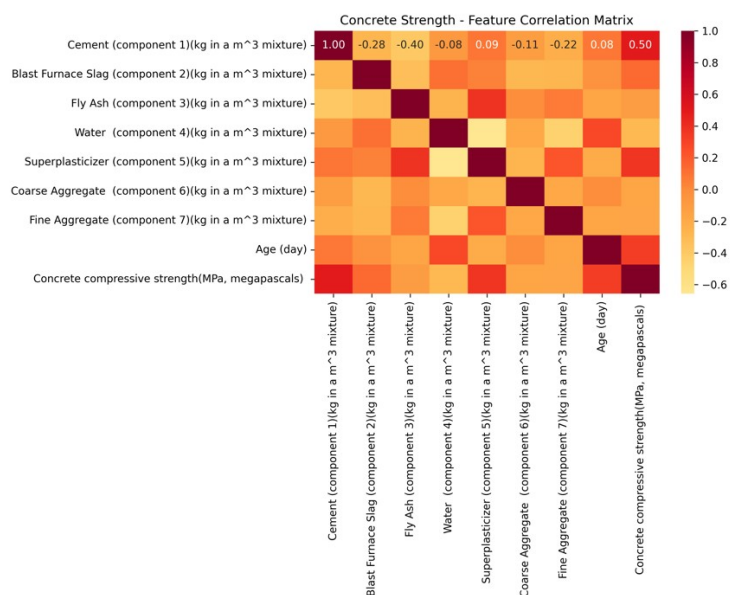 Concrete Strength - Feature Correlation Matrix
Cement (component 1)(kg in a m^3 mixture)
1.00 -0.28 -0.40 -0.08 0.09 -0.11 -0.22 0.08 0.50
Blast Furnace Slag (component 2)(kg in a m^3 mixture)
Fly Ash (component 3)(kg in a m^3 mixture)
Water (component 4)(kg in a m^3 mixture)
Superplasticizer (component 5)(kg in a m^3 mixture)
Coarse Aggregate (component 6)(kg in a m^3 mixture)
Fine Aggregate (component 7)(kg in a m^3 mixture)
Age (day)
Concrete compressive strength(MPa, megapascals)
Cement (component 1)(kg in a m^3 mixture)
Blast Furnace Slag (component 2)(kg in a m^3 mixture)
Fly Ash (component 3)(kg in a m^3 mixture)
Water (component 4)(kg in a m^3 mixture)
Superplasticizer (component 5)(kg in a m^3 mixture)
Coarse Aggregate (component 6)(kg in a m^3 mixture)
Fine Aggregate (component 7)(kg in a m^3 mixture)
Age (day)
Concrete compressive strength(MPa, megapascals)
1.0
0.8
0.6
0.4
0.2
0.0
−0.2
−0.4
−0.6